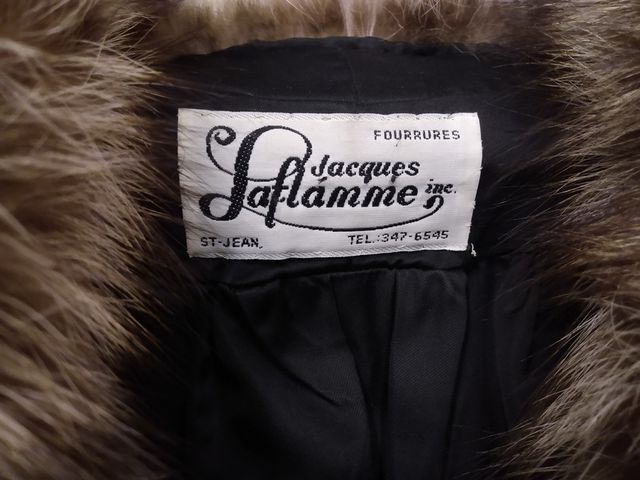 FOURRURES
Jacques
Laflamme inc.
ST-JEAN. TEL.:347-6545